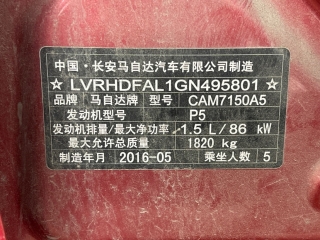 中国·长安马自达汽车有限公司制造
☆ LVRHDFAL1GN495801 ☆
品牌 马自达牌 型号 CAM7150A5
发动机型号 P5
发动机排量/最大净功率 1.5 L/86 kW
最大允许总质量 1820 kg
制造年月 2016-05 乘坐人数 5